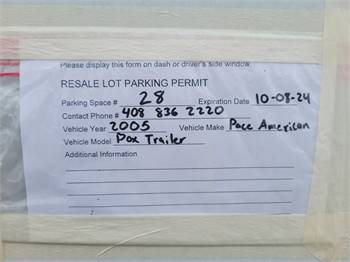 Please display this form on dash or driver's side window.
RESALE LOT PARKING PERMIT
Parking Space # 28 Expiration Date 10-08-24
Contact Phone # 408 836 2220
Vehicle Year 2005 Vehicle Make Pace American
Vehicle Model Pox Trailer
Additional Information